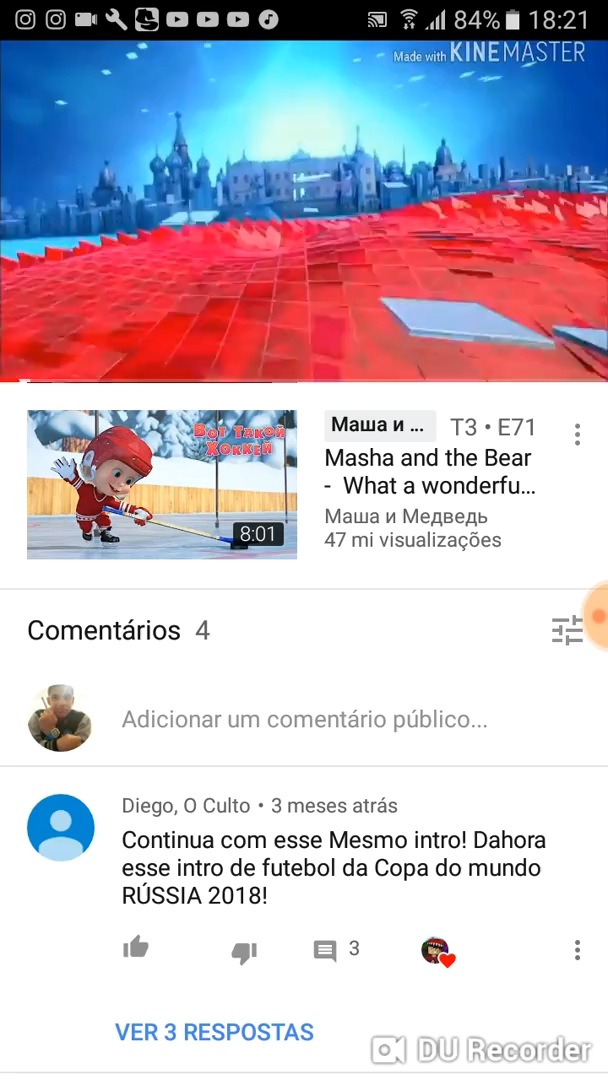 84% 18:21
Made with KINEMASTER
Вот Такой
Хоккей
8:01
Маша и ... Т3 • E71
Masha and the Bear
- What a wonderfu...
Маша и Медведь
47 mi visualizações
Comentários 4
Adicionar um comentário público...
Diego, O Culto • 3 meses atrás
Continua com esse Mesmo intro! Dahora
esse intro de futebol da Copa do mundo
RÚSSIA 2018!
3
VER 3 RESPOSTAS
DU Recorder